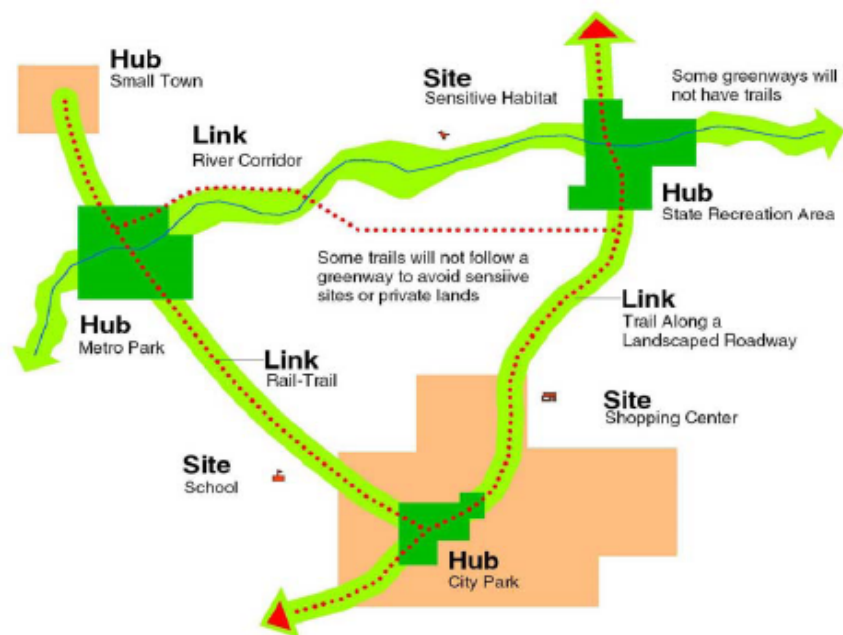 Hub
Small Town
Site
Sensitive Habitat
Some greenways will
not have trails
Link
River Corridor
Hub
State Recreation Area
Some trails will not follow a
greenway to avoid sensiive
sites or private lands
Link
Trail Along a
Landscaped Roadway
Hub
Metro Park
Link
Rail-Trail
Site
Shopping Center
Site
School
Hub
City Park